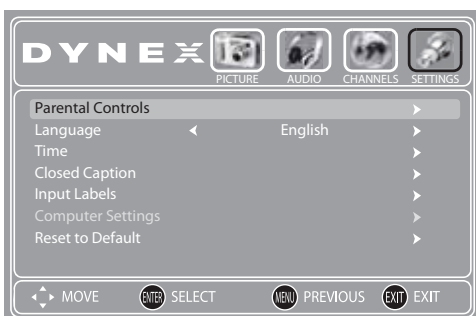 DYNEX
PICTURE AUDIO CHANNELS SETTINGS
Parental Controls
Language English
Time
Closed Caption
Input Labels
Computer Settings
Reset to Default
MOVE ENTER SELECT MENU PREVIOUS EXIT EXIT